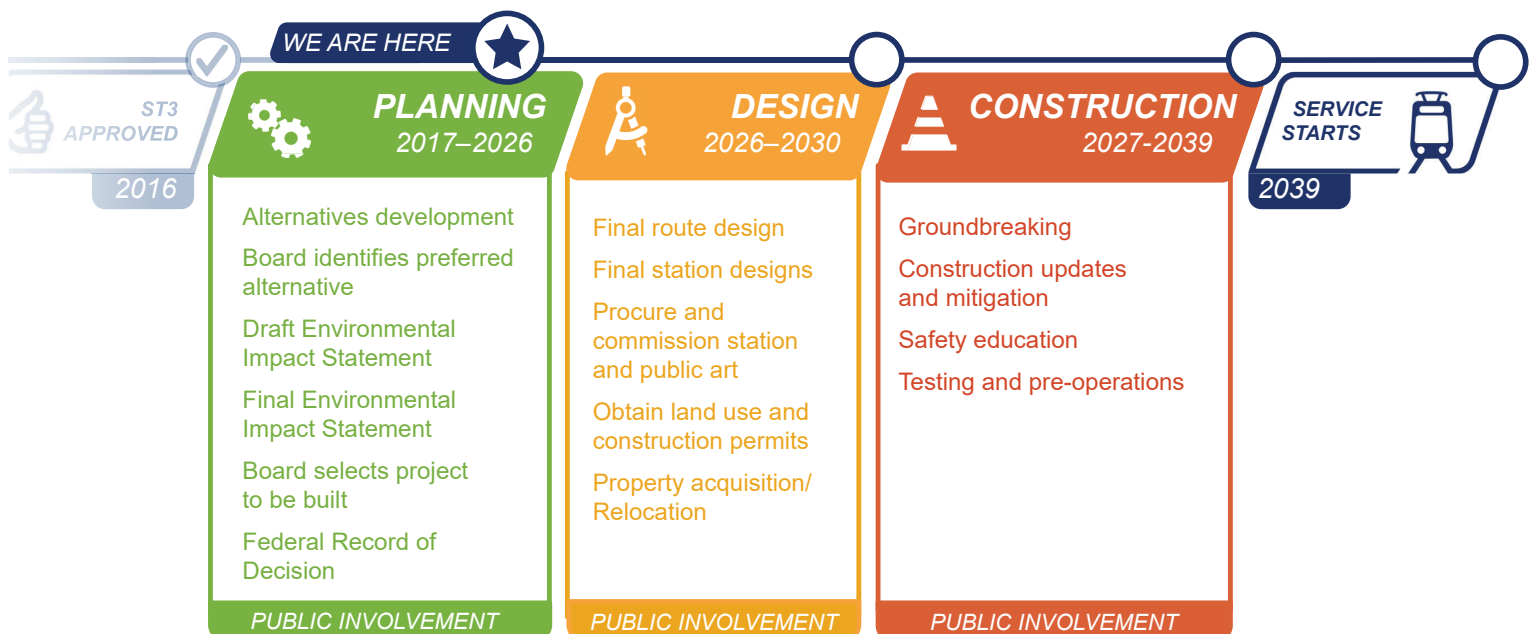 WE ARE HERE
ST3
APPROVED
2016
PLANNING
2017–2026
Alternatives development
Board identifies preferred
alternative
Draft Environmental
Impact Statement
Final Environmental
Impact Statement
Board selects project
to be built
Federal Record of
Decision
PUBLIC INVOLVEMENT
DESIGN
2026–2030
Final route design
Final station designs
Procure and
commission station
and public art
Obtain land use and
construction permits
Property acquisition/
Relocation
PUBLIC INVOLVEMENT
CONSTRUCTION
2027-2039
Groundbreaking
Construction updates
and mitigation
Safety education
Testing and pre-operations
PUBLIC INVOLVEMENT
SERVICE
STARTS
2039